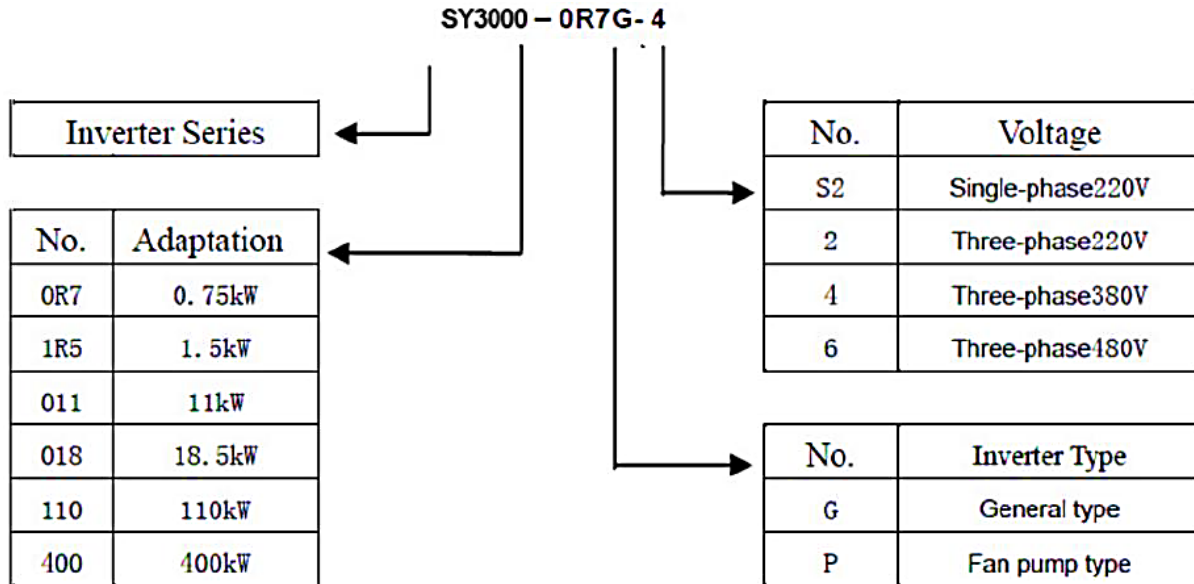 SY3000 – 0R7G- 4
Inverter Series
No. Adaptation
0R7 0.75kW
1R5 1.5kW
011 11kW
018 18.5kW
110 110kW
400 400kW
No. Voltage
S2 Single-phase220V
2 Three-phase220V
4 Three-phase380V
6 Three-phase480V
No. Inverter Type
G General type
P Fan pump type